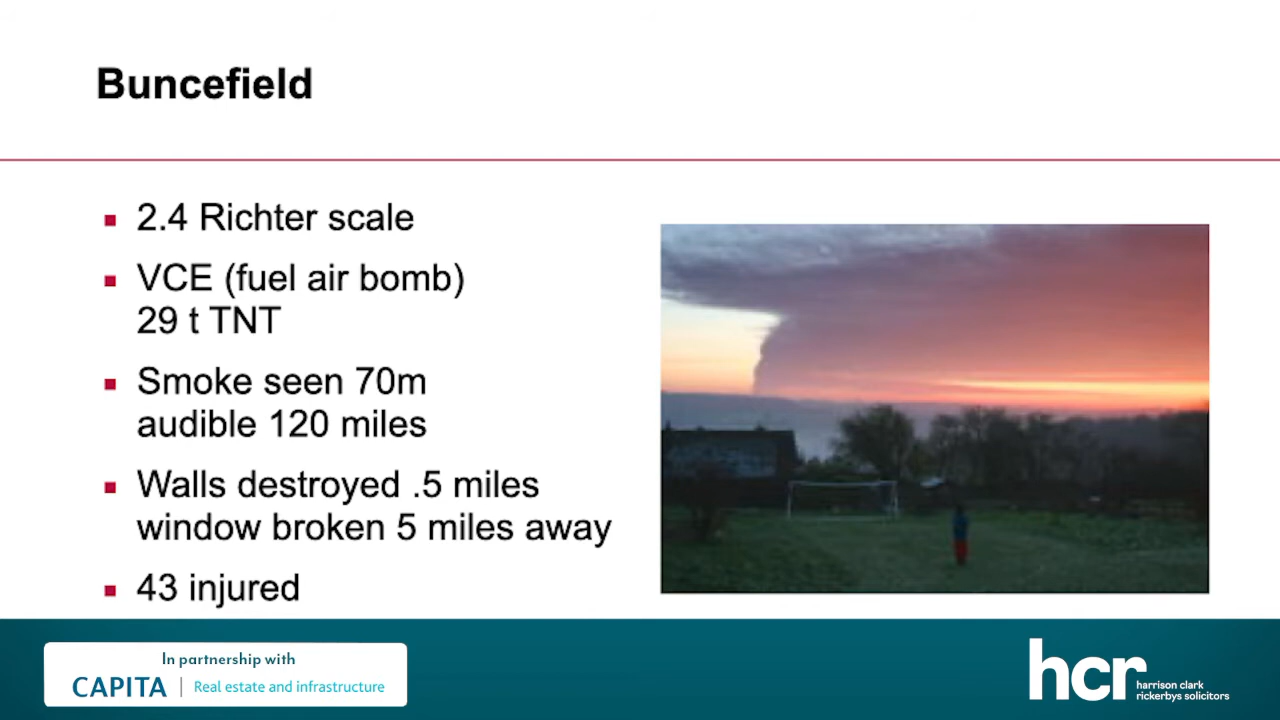 Buncefield
2.4 Richter scale
VCE (fuel air bomb)
29 t TNT
Smoke seen 70m
audible 120 miles
Walls destroyed .5 miles
window broken 5 miles away
43 injured
In partnership with
CAPITA | Real estate and infrastructure
hcr harrison clark
rickerbys solicitors